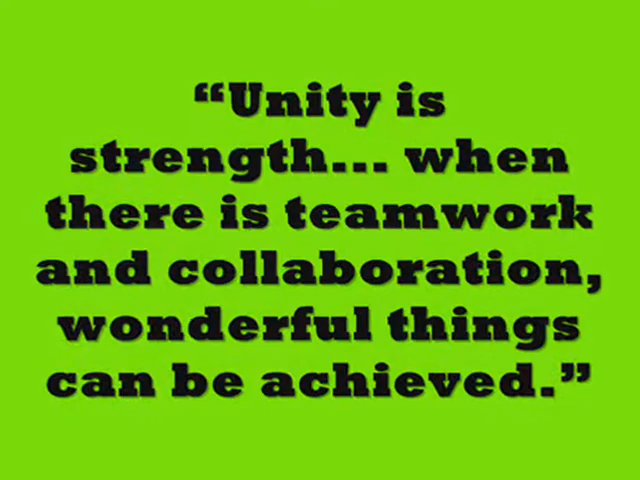 “Unity is
strength... when
there is teamwork
and collaboration,
wonderful things
can be achieved.”